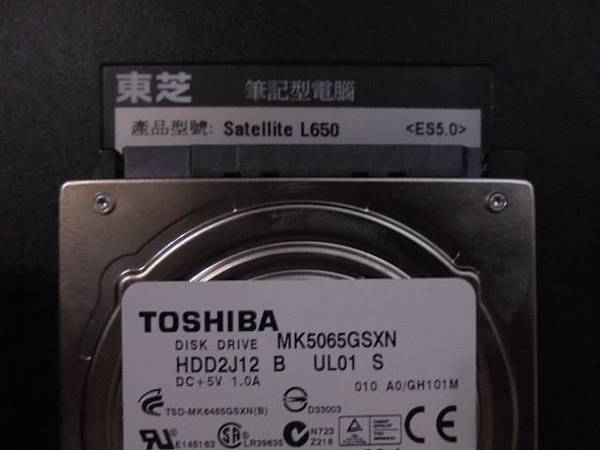 東芝 筆記型電腦
產品型號: Satellite L650 <ES5.0>
TOSHIBA
DISK DRIVE MK5065GSXN
HDD2J12 B UL01 S
DC+5V 1.0A 010 A0/GH101M
TSD-MK6465GSXN(B) D33003
E145163 LR39635 N723
Z218